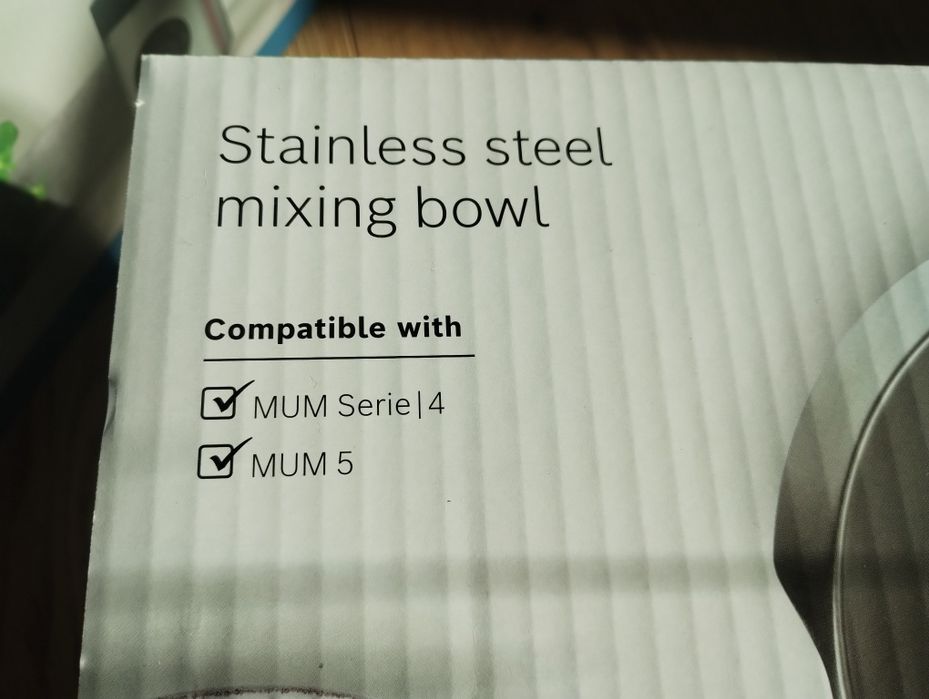 Stainless steel
mixing bowl
Compatible with
MUM Serie|4
MUM 5